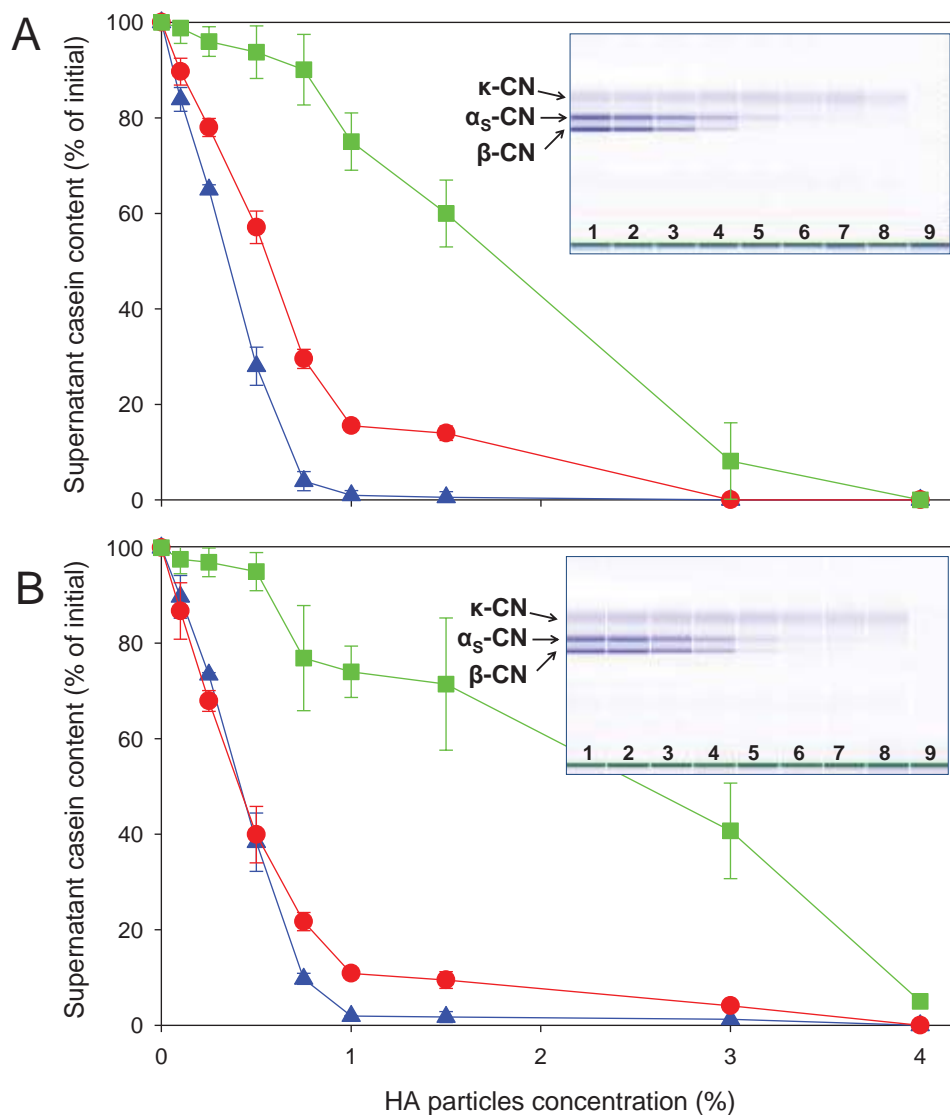 A
Supernatant casein content (% of initial)
100
80
60
40
20
0
κ-CN
αS-CN
β-CN
1 2 3 4 5 6 7 8 9
B
Supernatant casein content (% of initial)
100
80
60
40
20
0
κ-CN
αS-CN
β-CN
1 2 3 4 5 6 7 8 9
0 1 2 3 4
HA particles concentration (%)